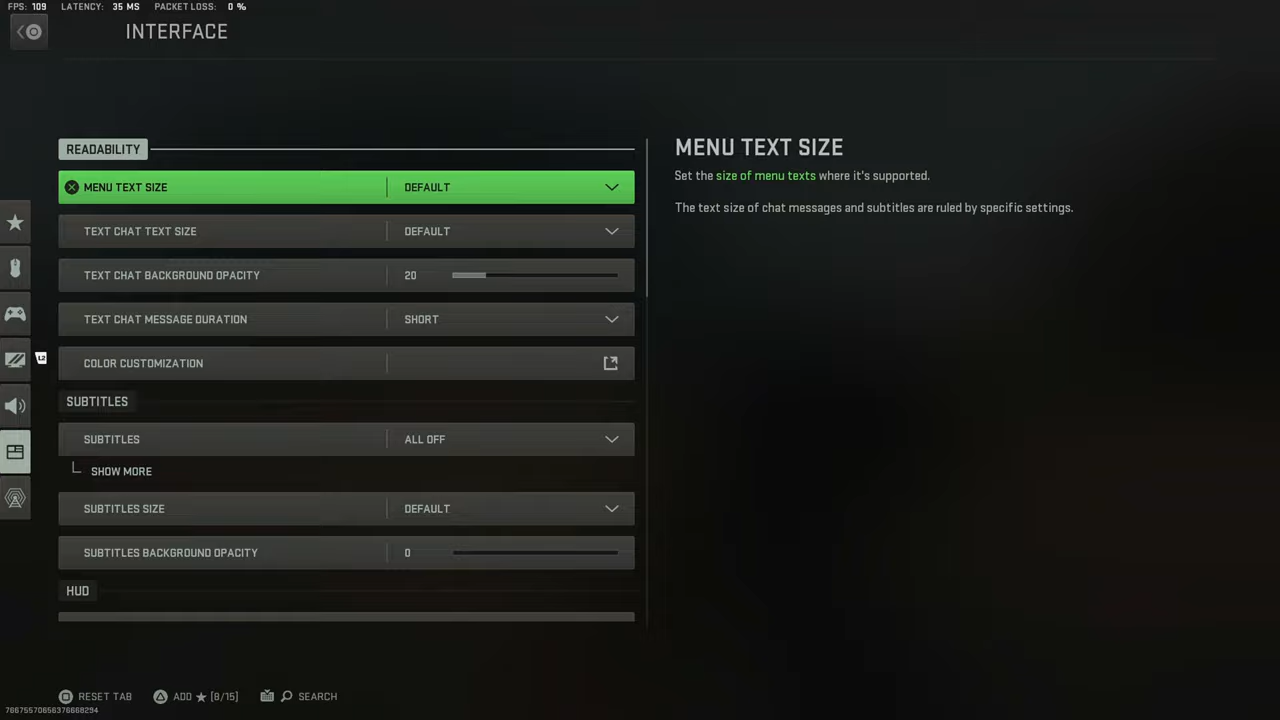 FPS: 109 LATENCY: 35 MS PACKET LOSS: 0 %
INTERFACE
READABILITY
MENU TEXT SIZE DEFAULT
TEXT CHAT TEXT SIZE DEFAULT
TEXT CHAT BACKGROUND OPACITY 20
TEXT CHAT MESSAGE DURATION SHORT
COLOR CUSTOMIZATION
SUBTITLES
SUBTITLES ALL OFF
SHOW MORE
SUBTITLES SIZE DEFAULT
SUBTITLES BACKGROUND OPACITY 0
HUD
MENU TEXT SIZE
Set the size of menu texts where it's supported.
The text size of chat messages and subtitles are ruled by specific settings.
L2
RESET TAB ADD ★ [8/15] SEARCH